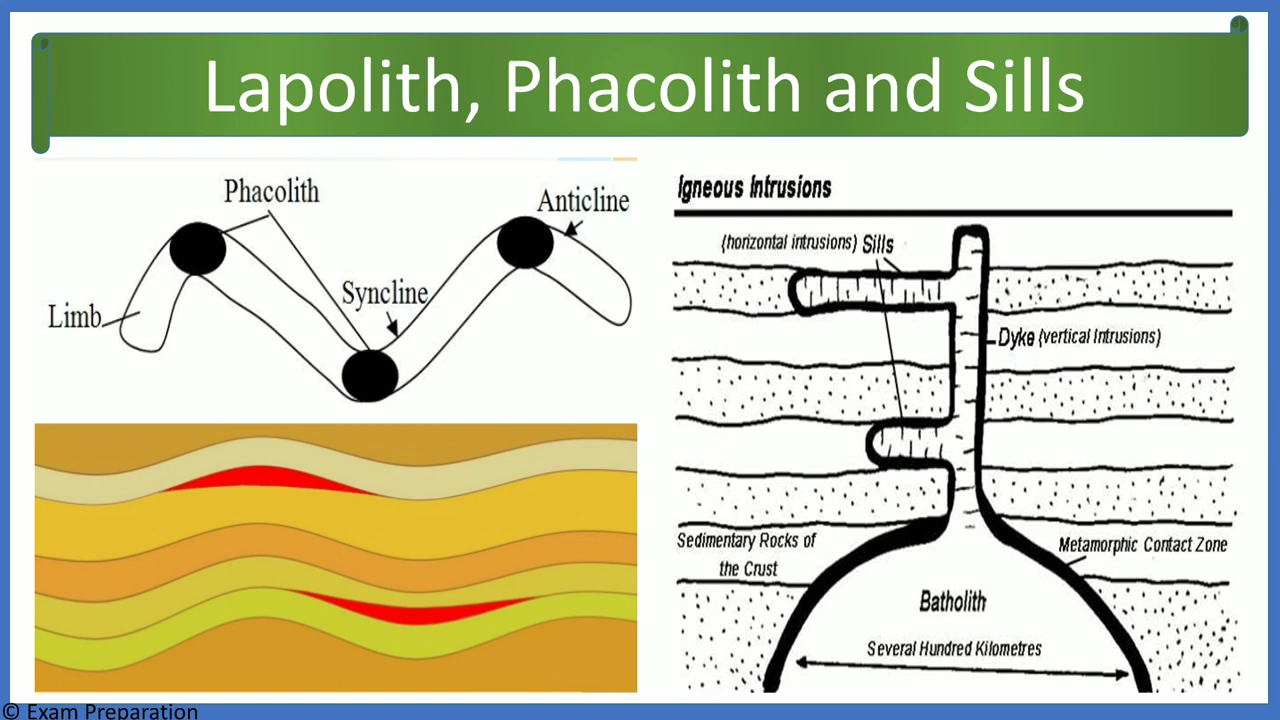 Lapolith, Phacolith and Sills
Phacolith
Anticline
Syncline
Limb
Igneous Intrusions
(horizontal intrusions) Sills
Dyke (vertical Intrusions)
Sedimentary Rocks of
the Crust
Metamorphic Contact Zone
Batholith
Several Hundred Kilometres
© Exam Preparation